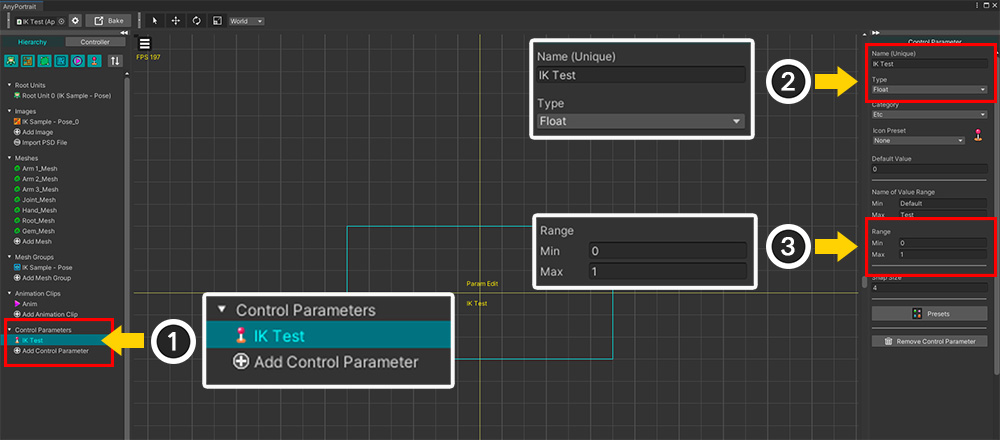 AnyPortrait
IK Test (Ap
Bake
World
Hierarchy
Controller
FPS 197
Root Units
Root Unit 0 (IK Sample - Pose)
Images
IK Sample - Pose_0
Add Image
Import PSD File
Meshes
Arm 1_Mesh
Arm 2_Mesh
Arm 3_Mesh
Joint_Mesh
Hand_Mesh
Root_Mesh
Gem_Mesh
Add Mesh
Mesh Groups
IK Sample - Pose
Add Mesh Group
Animation Clips
Anim
Add Animation Clip
Control Parameters
IK Test
Add Control Parameter
1
Control Parameters
IK Test
Add Control Parameter
Param Edit
IK Test
Name (Unique)
IK Test
Type
Float
2
Range
Min 0
Max 1
3
Control Parameter
Name (Unique)
IK Test
Type
Float
Category
Etc
Icon Preset
None
Default Value
0
Name of Value Range
Min Default
Max Test
Range
Min 0
Max 1
Snap Size
4
Presets
Remove Control Parameter